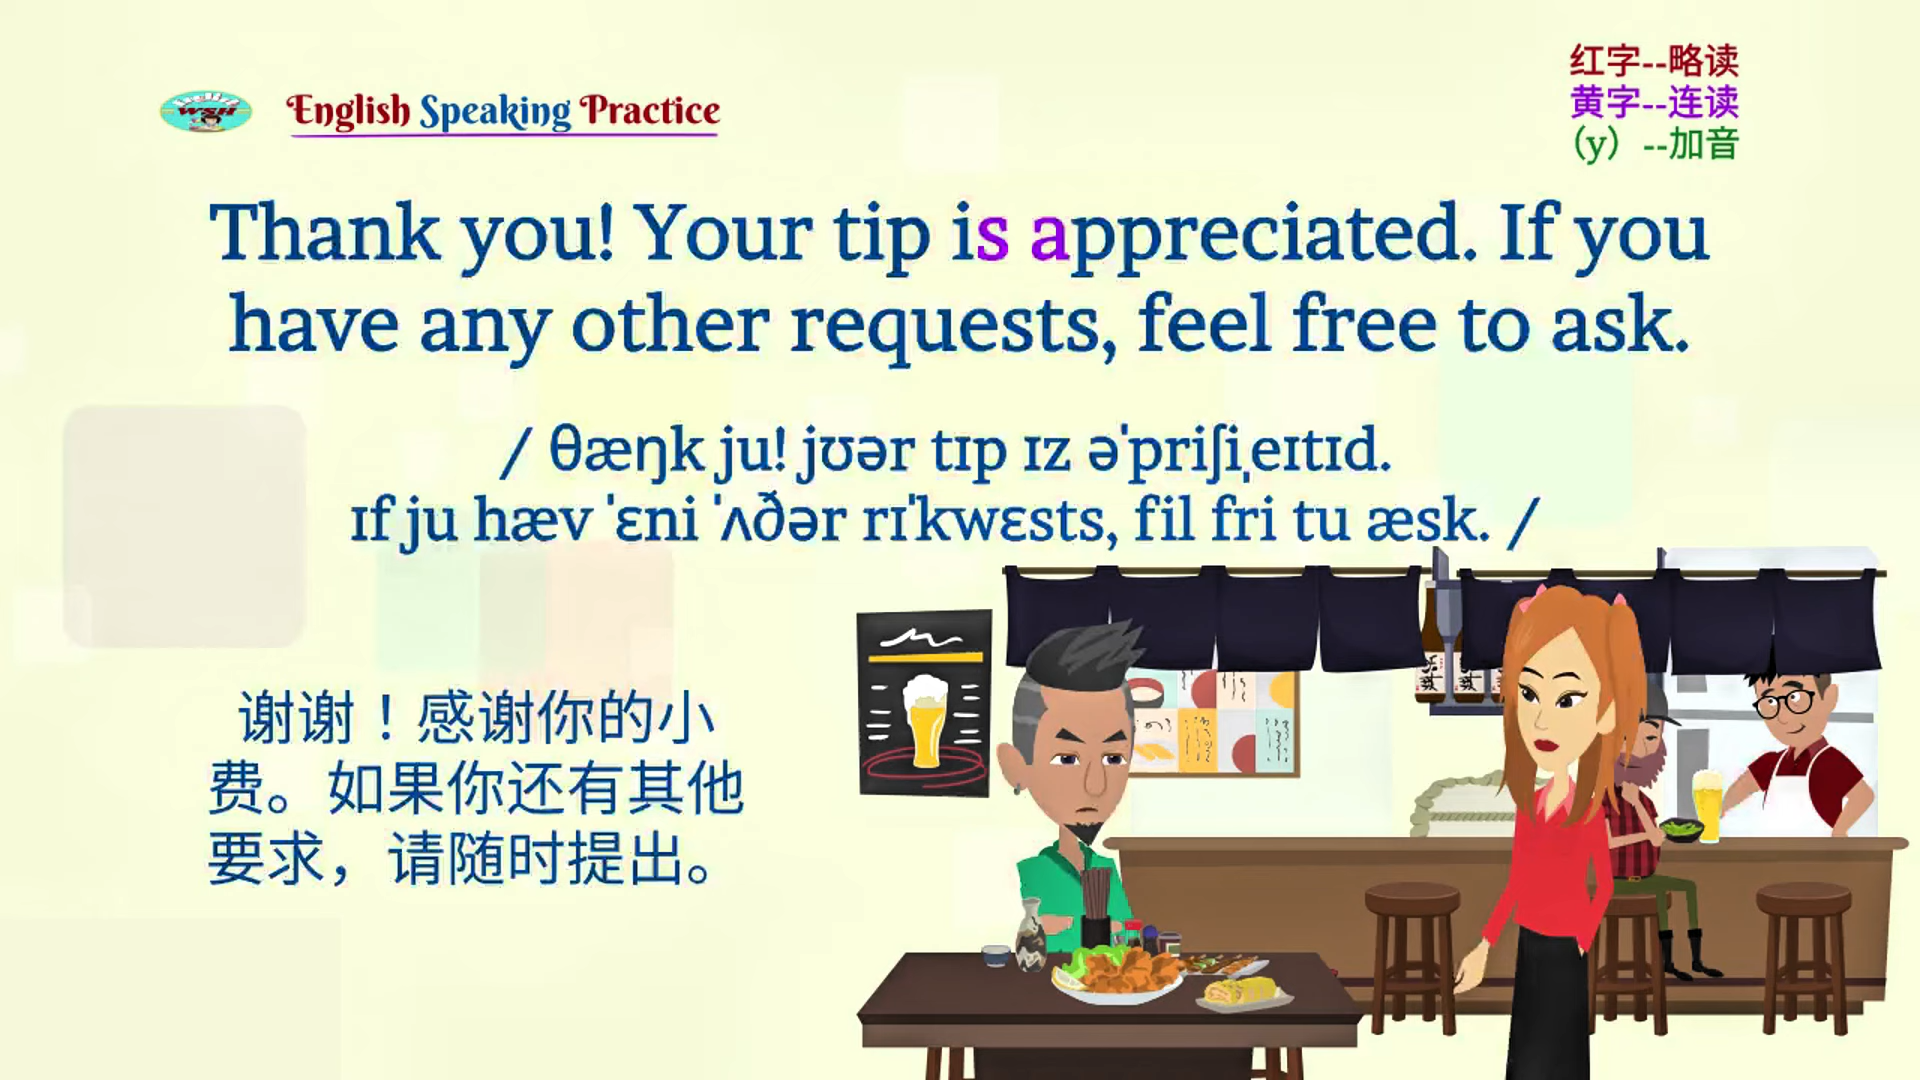 English Speaking Practice
红字--略读
黄字--连读
（y）--加音
Thank you! Your tip is appreciated. If you
have any other requests, feel free to ask.
/ θæŋk ju! jʊər tɪp ɪz əˈpriʃiˌeɪtɪd.
ɪf ju hæv ˈɛni ˈʌðər rɪˈkwɛsts, fil fri tu æsk. /
谢谢！感谢你的小
费。如果你还有其他
要求，请随时提出。